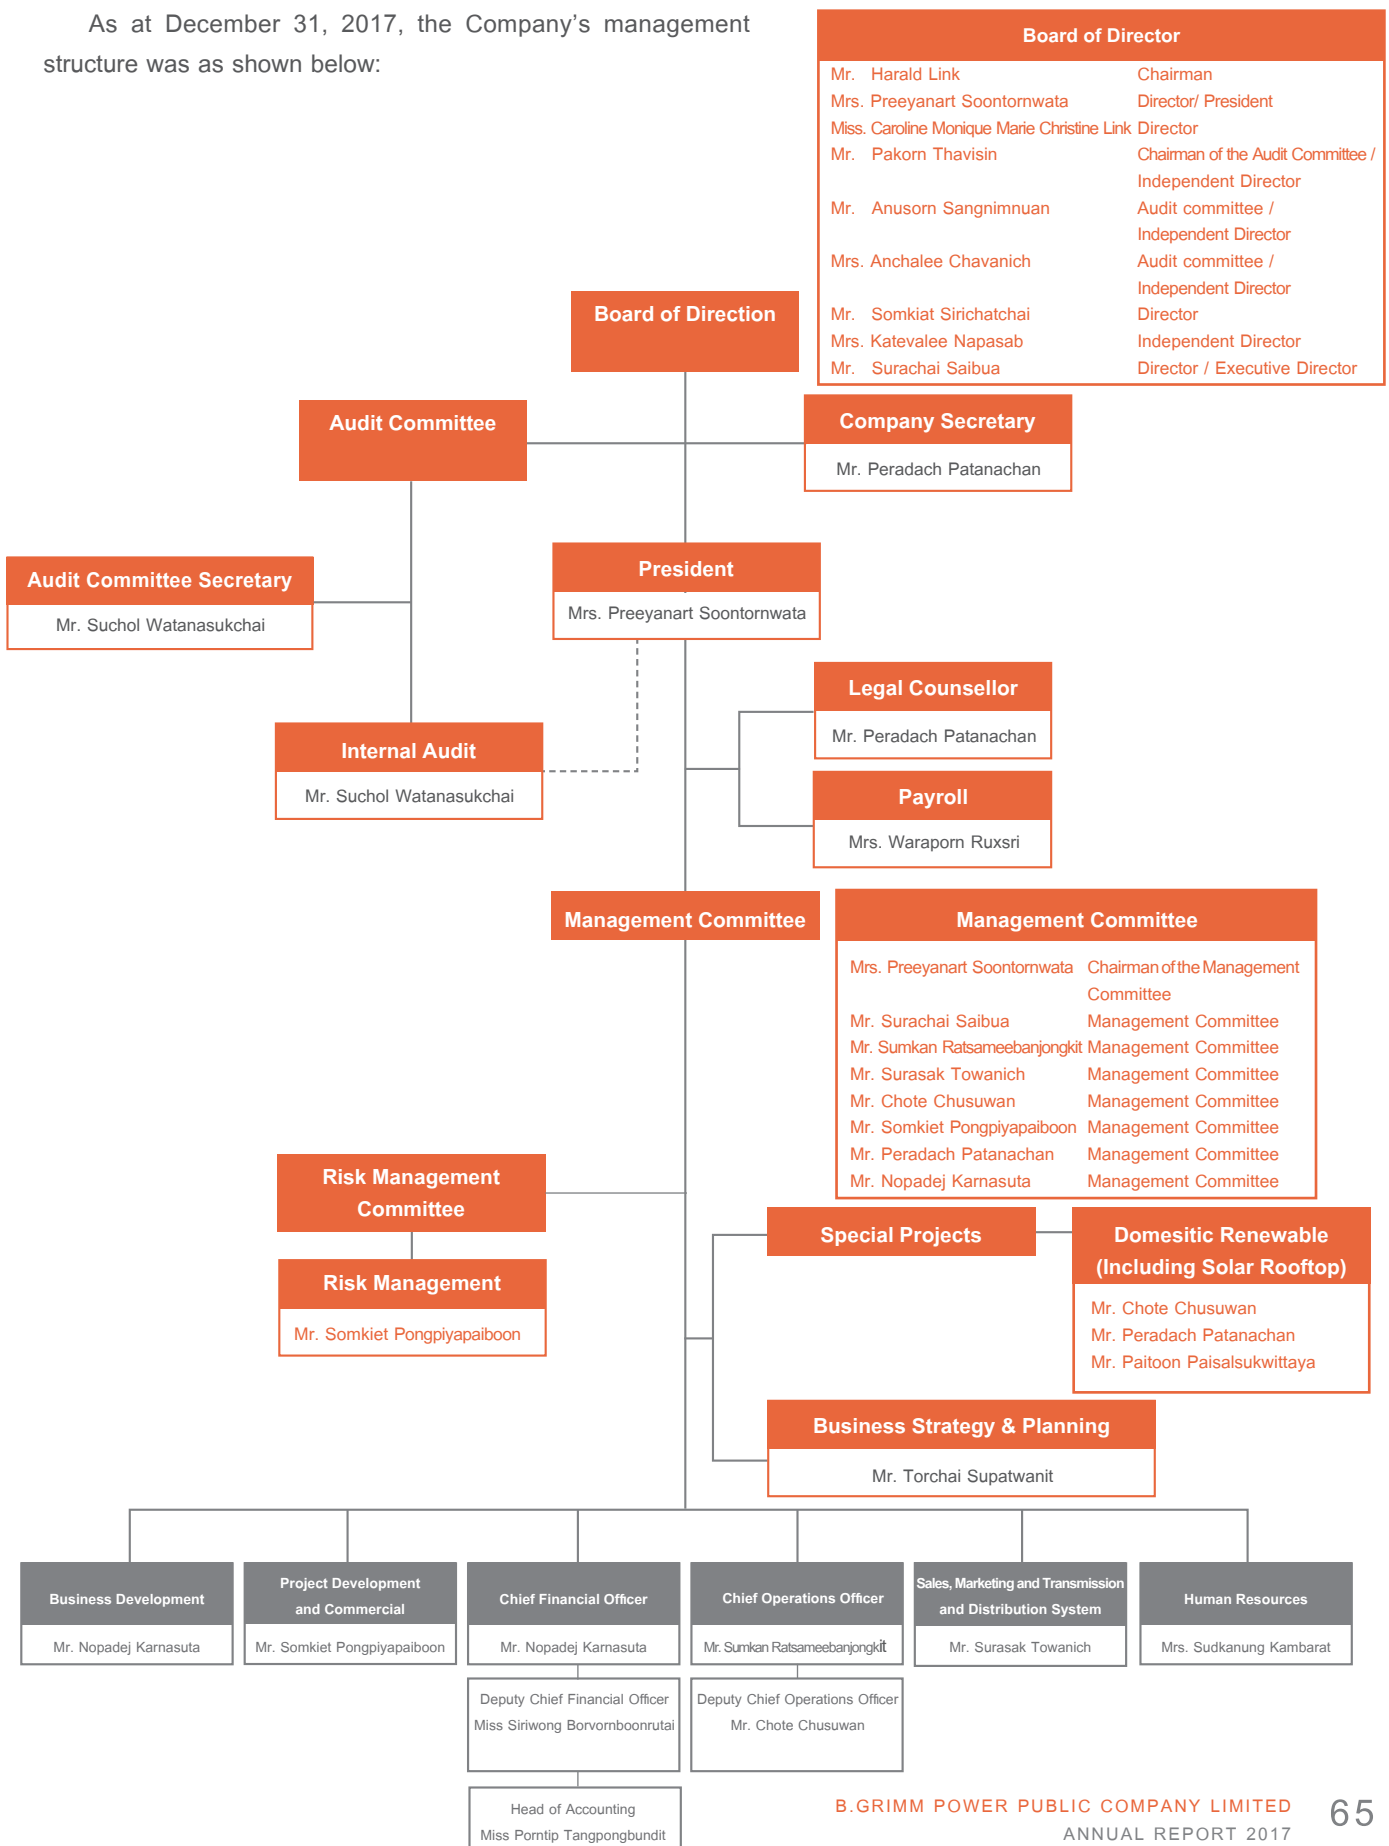 As at December 31, 2017, the Company's management
structure was as shown below:
Board of Director
Mr. Harald Link Chairman
Mrs. Preeyanart Soontornwata Director/ President
Miss. Caroline Monique Marie Christine Link Director
Mr. Pakorn Thavisin Chairman of the Audit Committee /
Independent Director
Mr. Anusorn Sangnimnuan Audit committee /
Independent Director
Mrs. Anchalee Chavanich Audit committee /
Independent Director
Mr. Somkiat Sirichatchai Director
Mrs. Katevalee Napasab Independent Director
Mr. Surachai Saibua Director / Executive Director
Board of Direction
Audit Committee
Company Secretary
Mr. Peradach Patanachan
Audit Committee Secretary
Mr. Suchol Watanasukchai
President
Mrs. Preeyanart Soontornwata
Legal Counsellor
Mr. Peradach Patanachan
Internal Audit
Mr. Suchol Watanasukchai
Payroll
Mrs. Waraporn Ruxsri
Management Committee
Management Committee
Mrs. Preeyanart Soontornwata Chairman of the Management
Committee
Mr. Surachai Saibua Management Committee
Mr. Sumkan Ratsameebanjongkit Management Committee
Mr. Surasak Towanich Management Committee
Mr. Chote Chusuwan Management Committee
Mr. Somkiet Pongpiyapaiboon Management Committee
Mr. Peradach Patanachan Management Committee
Mr. Nopadej Karnasuta Management Committee
Risk Management
Committee
Risk Management
Mr. Somkiet Pongpiyapaiboon
Special Projects
Domesitic Renewable
(Including Solar Rooftop)
Mr. Chote Chusuwan
Mr. Peradach Patanachan
Mr. Paitoon Paisalsukwittaya
Business Strategy & Planning
Mr. Torchai Supatwanit
Business Development
Mr. Nopadej Karnasuta
Project Development
and Commercial
Mr. Somkiet Pongpiyapaiboon
Chief Financial Officer
Mr. Nopadej Karnasuta
Deputy Chief Financial Officer
Miss Siriwong Borvornboonrutai
Head of Accounting
Miss Porntip Tangpongbundit
Chief Operations Officer
Mr. Sumkan Ratsameebanjongkit
Deputy Chief Operations Officer
Mr. Chote Chusuwan
Sales, Marketing and Transmission
and Distribution System
Mr. Surasak Towanich
Human Resources
Mrs. Sudkanung Kambarat
B.GRIMM POWER PUBLIC COMPANY LIMITED
ANNUAL REPORT 2017
65